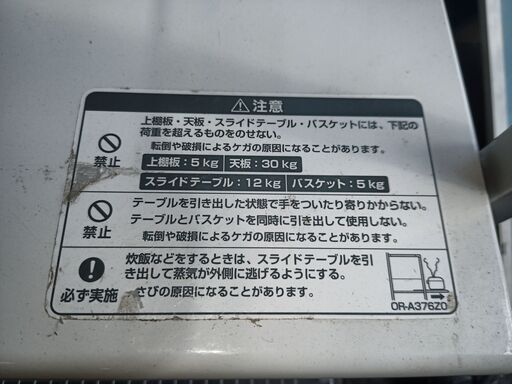 ⚠注意
上棚板・天板・スライドテーブル・バスケットには、下記の
荷重を超えるものをのせない。
転倒や破損によるケガの原因になることがあります。
禁止
上棚板：5kg 天板：30kg
スライドテーブル：12kg バスケット：5kg
テーブルを引き出した状態で手をついたり寄りかからない。
テーブルとバスケットを同時に引き出して使用しない。
禁止
転倒や破損によるケガの原因になることがあります。
炊飯などをするときは、スライドテーブルを引
き出して蒸気が外側に逃げるようにする。
必ず実施
さびの原因になることがあります。
OR-A376ZO